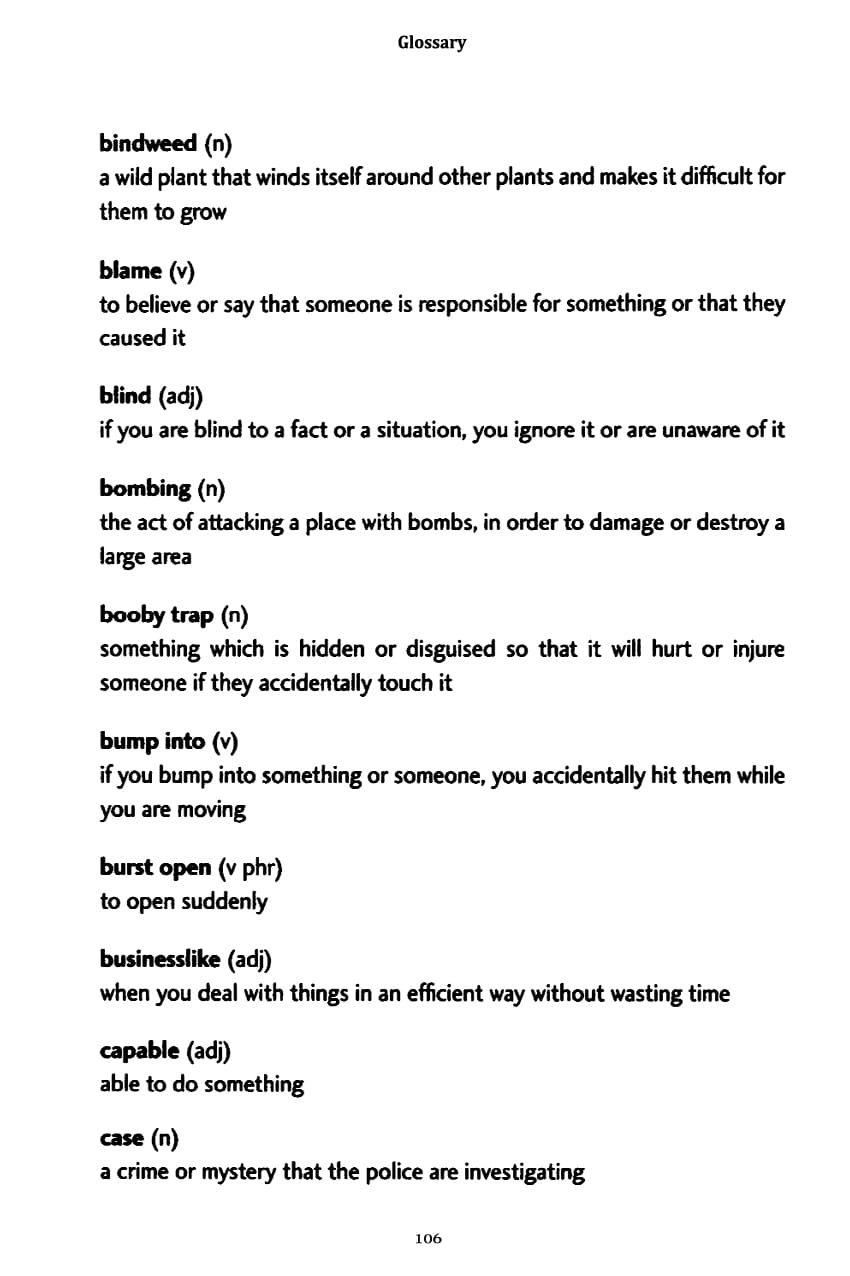 Glossary
bindweed (n)
a wild plant that winds itself around other plants and makes it difficult for
them to grow
blame (v)
to believe or say that someone is responsible for something or that they
caused it
blind (adj)
if you are blind to a fact or a situation, you ignore it or are unaware of it
bombing (n)
the act of attacking a place with bombs, in order to damage or destroy a
large area
booby trap (n)
something which is hidden or disguised so that it will hurt or injure
someone if they accidentally touch it
bump into (v)
if you bump into something or someone, you accidentally hit them while
you are moving
burst open (v phr)
to open suddenly
businesslike (adj)
when you deal with things in an efficient way without wasting time
capable (adj)
able to do something
case (n)
a crime or mystery that the police are investigating
106